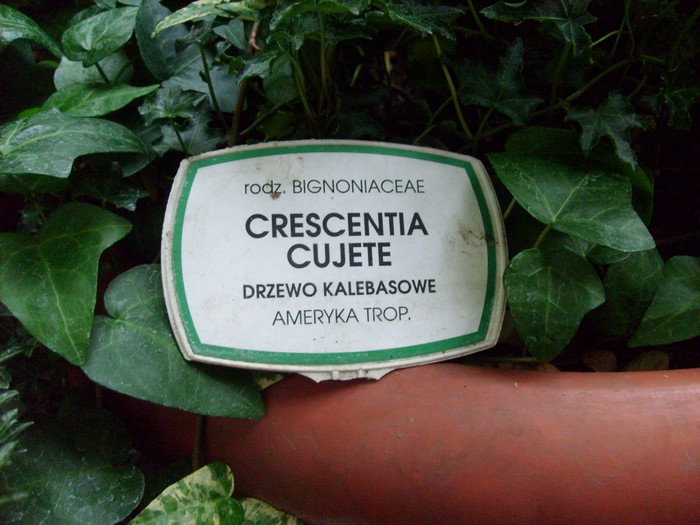 rodz. BIGNONIACEAE
CRESCENTIA
CUJETE
DRZEWO KALEBASOWE
AMERYKA TROP.